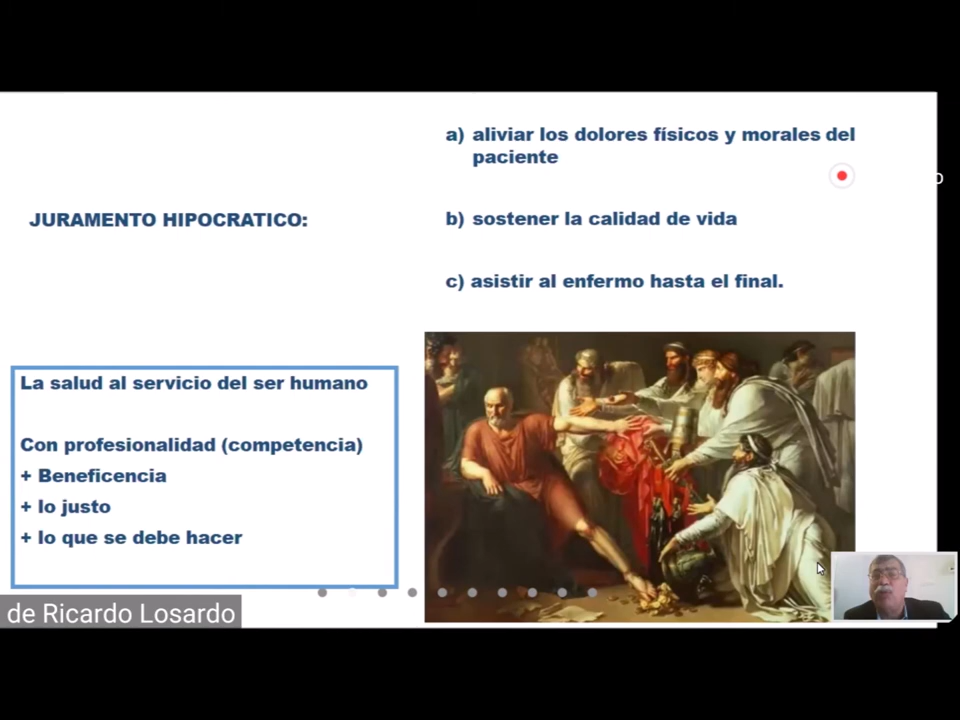 a) aliviar los dolores físicos y morales del
paciente
JURAMENTO HIPOCRATICO:
b) sostener la calidad de vida
c) asistir al enfermo hasta el final.
La salud al servicio del ser humano
Con profesionalidad (competencia)
+ Beneficencia
+ lo justo
+ lo que se debe hacer
de Ricardo Losardo